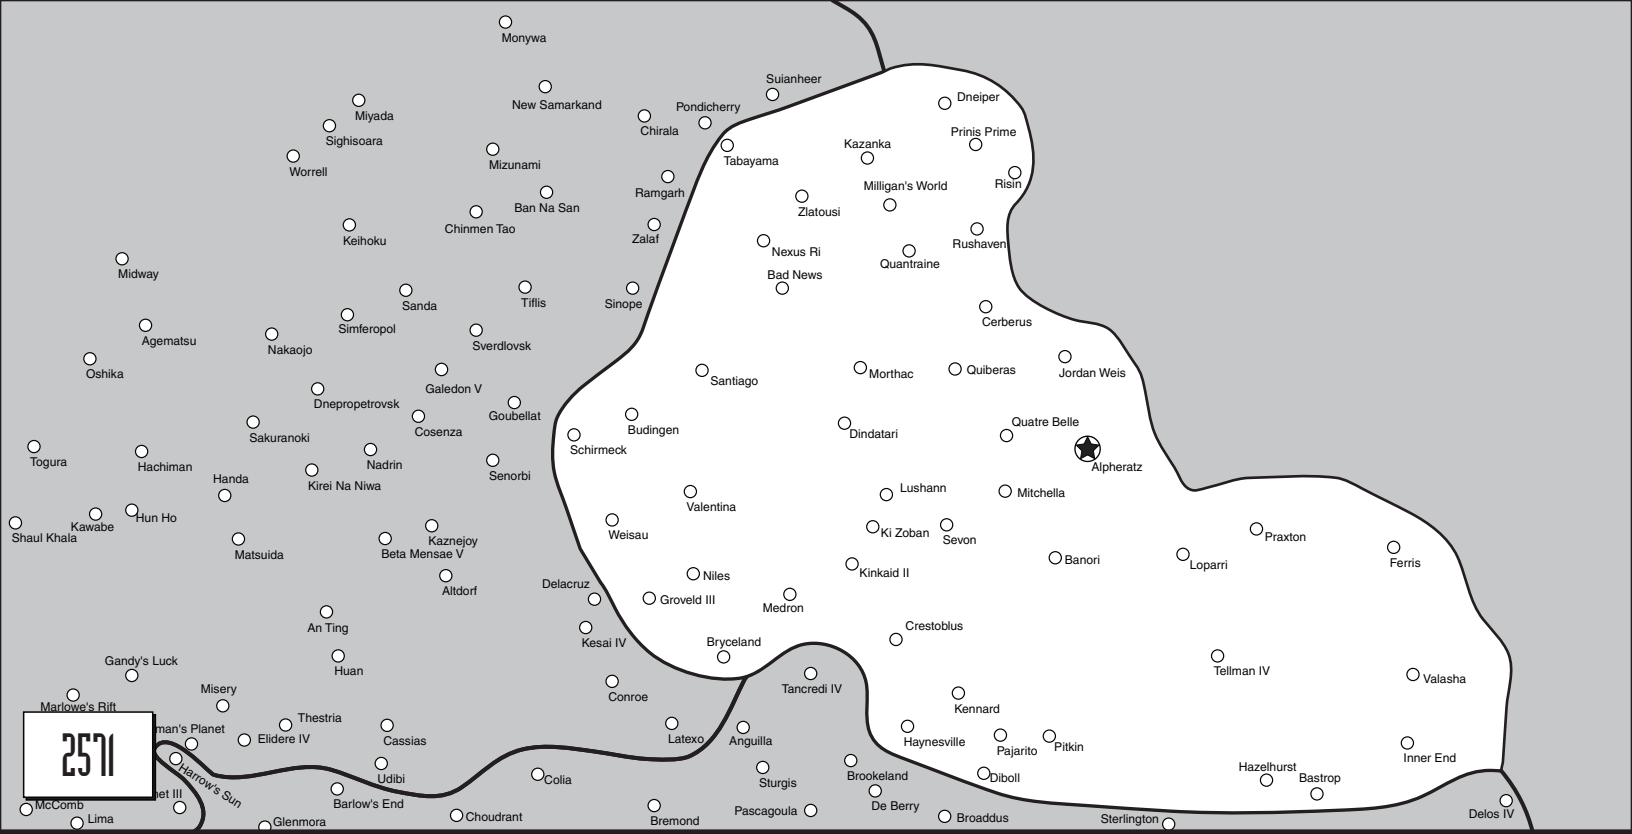 Monywa
Suianheer
New Samarkand
Dneiper
Miyada
Pondicherry
Chirala
Sighisoara
Prinis Prime
Kazanka
Tabayama
Mizunami
Worrell
Risin
Ramgarh
Milligan's World
Ban Na San
Zlatousi
Chinmen Tao
Keihoku
Zalaf
Rushaven
Nexus Ri
Quantraine
Midway
Bad News
Sanda
Tiflis
Sinope
Cerberus
Simferopol
Agematsu
Nakaojo
Sverdlovsk
Oshika
Santiago
Morthac
Quiberas
Jordan Weis
Galedon V
Dnepropetrovsk
Goubellat
Quatre Belle
Cosenza
Budingen
Dindatari
Sakuranoki
Schirmeck
Togura
Hachiman
Nadrin
Alpheratz
Senorbi
Handa
Kirei Na Niwa
Lushann
Mitchella
Valentina
Hun Ho
Kawabe
Shaul Khala
Weisau
Ki Zoban
Sevon
Praxton
Kaznejoy
Matsuida
Beta Mensae V
Banori
Loparri
Ferris
Niles
Kinkaid II
Delacruz
Altdorf
Groveld III
Medron
An Ting
Crestoblus
Kesai IV
Bryceland
Gandy's Luck
Huan
Tellman IV
Valasha
Misery
Tancredi IV
Conroe
Marlowe's Rift
Kennard
Thestria
man's Planet
Elidere IV
Cassias
Latexo
Anguilla
Haynesville
Pajarito
Pitkin
2571
Inner End
Harrow's Sun
Udibi
Colia
Sturgis
Brookeland
Diboll
Hazelhurst
Bastrop
net III
Barlow's End
De Berry
McComb
Lima
Glenmora
Choudrant
Bremond
Pascagoula
Broaddus
Sterlington
Delos IV